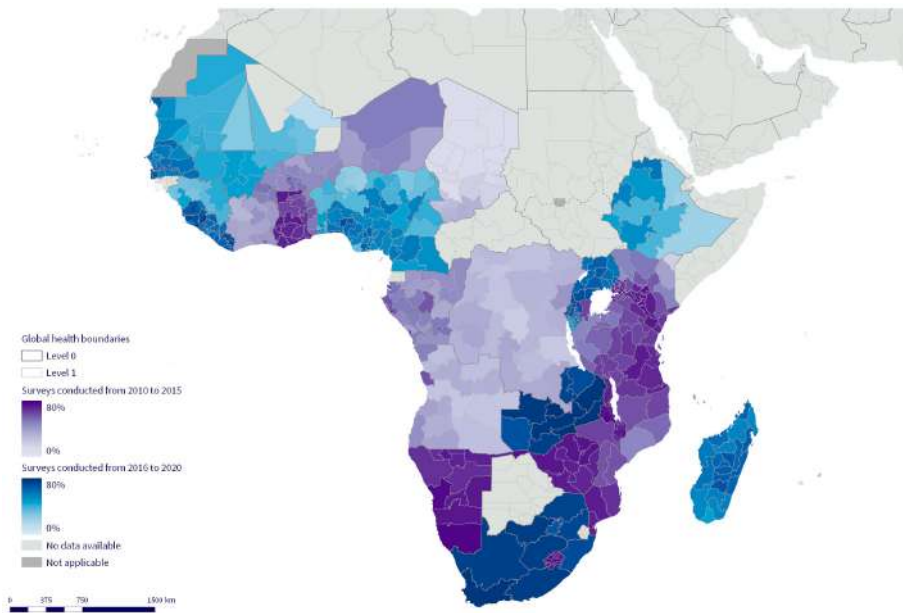 Global health boundaries
Level 0
Level 1
Surveys conducted from 2010 to 2015
80%
0%
Surveys conducted from 2016 to 2020
80%
0%
No data available
Not applicable
0 375 750 1500 km